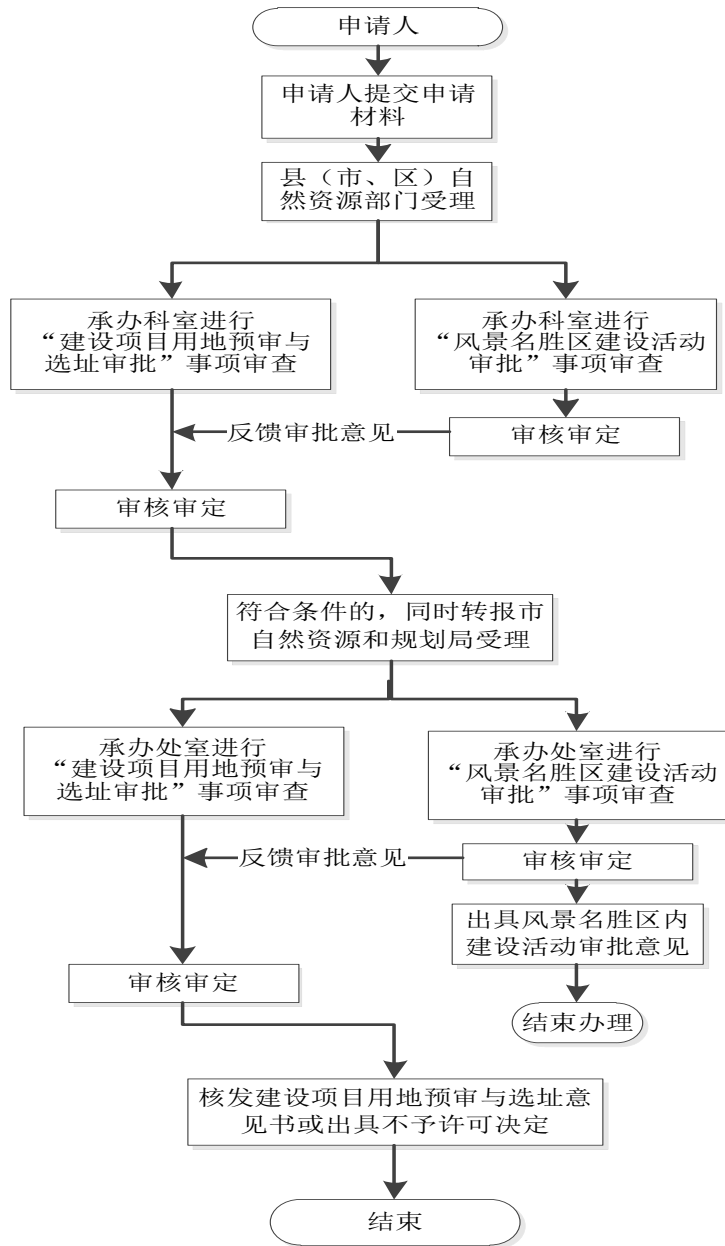 申请人
申请人提交申请
材料
县（市、区）自
然资源部门受理
承办科室进行
“建设项目用地预审与
选址审批”事项审查
承办科室进行
“风景名胜区建设活动
审批”事项审查
反馈审批意见
审核审定
审核审定
符合条件的，同时转报市
自然资源和规划局受理
承办处室进行
“建设项目用地预审与
选址审批”事项审查
承办处室进行
“风景名胜区建设活动
审批”事项审查
反馈审批意见
审核审定
出具风景名胜区内
建设活动审批意见
审核审定
结束办理
核发建设项目用地预审与选址意
见书或出具不予许可决定
结束